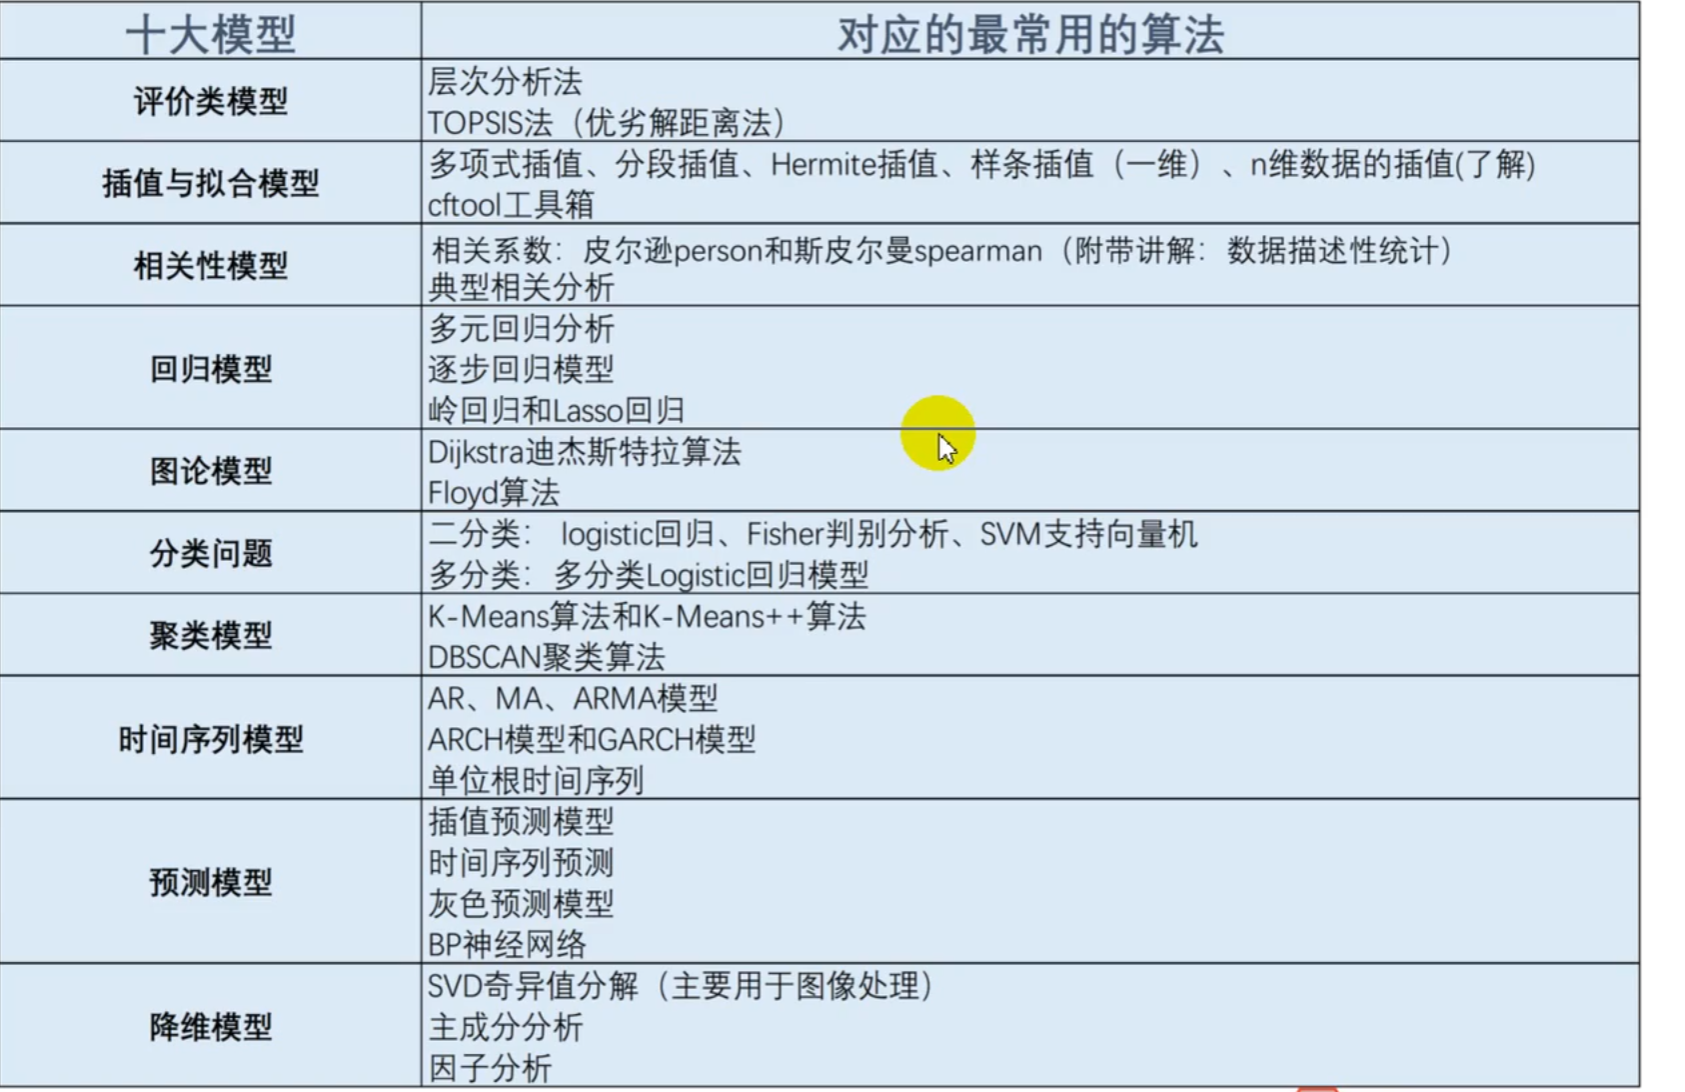 十大模型
对应的最常用的算法
评价类模型
层次分析法
TOPSIS法（优劣解距离法）
插值与拟合模型
多项式插值、分段插值、Hermite插值、样条插值（一维）、n维数据的插值(了解)
cftool工具箱
相关性模型
相关系数：皮尔逊person和斯皮尔曼spearman（附带讲解：数据描述性统计）
典型相关分析
回归模型
多元回归分析
逐步回归模型
岭回归和Lasso回归
图论模型
Dijkstra迪杰斯特拉算法
Floyd算法
分类问题
二分类： logistic回归、Fisher判别分析、SVM支持向量机
多分类：多分类Logistic回归模型
聚类模型
K-Means算法和K-Means++算法
DBSCAN聚类算法
时间序列模型
AR、MA、ARMA模型
ARCH模型和GARCH模型
单位根时间序列
预测模型
插值预测模型
时间序列预测
灰色预测模型
BP神经网络
降维模型
SVD奇异值分解（主要用于图像处理）
主成分分析
因子分析